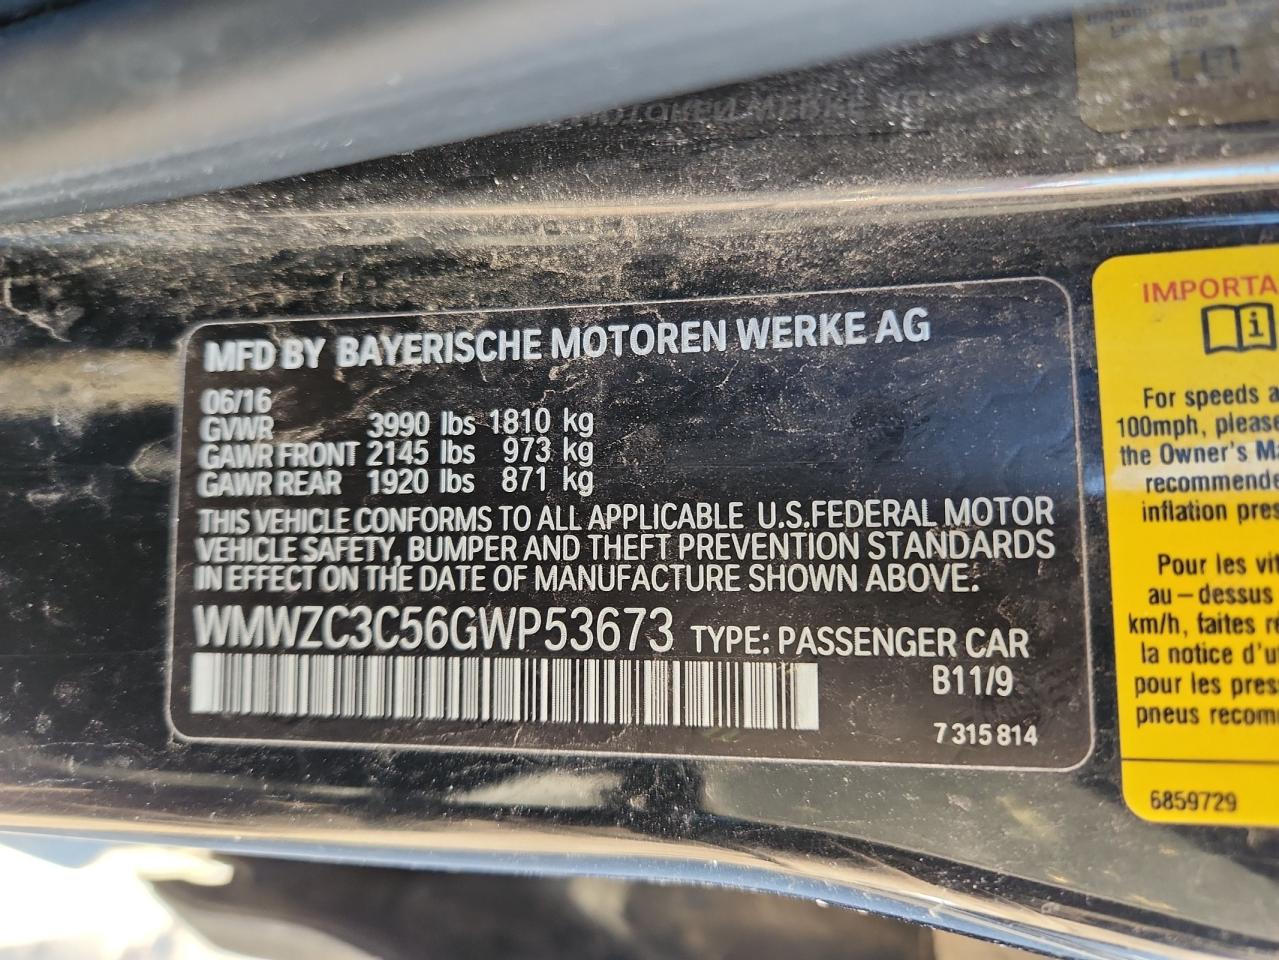 MFD BY BAYERISCHE MOTOREN WERKE AG
06/16
GVWR 3990 lbs 1810 kg
GAWR FRONT 2145 lbs 973 kg
GAWR REAR 1920 lbs 871 kg
THIS VEHICLE CONFORMS TO ALL APPLICABLE U.S.FEDERAL MOTOR
VEHICLE SAFETY, BUMPER AND THEFT PREVENTION STANDARDS
IN EFFECT ON THE DATE OF MANUFACTURE SHOWN ABOVE.
WMWZC3C56GWP53673 TYPE: PASSENGER CAR
B11/9
7 315 814
IMPORTA
For speeds a
100mph, please
the Owner's Ma
recommende
inflation pres
Pour les vit
au-dessus
km/h, faites re
la notice d'u
pour les pres
pneus recom
6859729